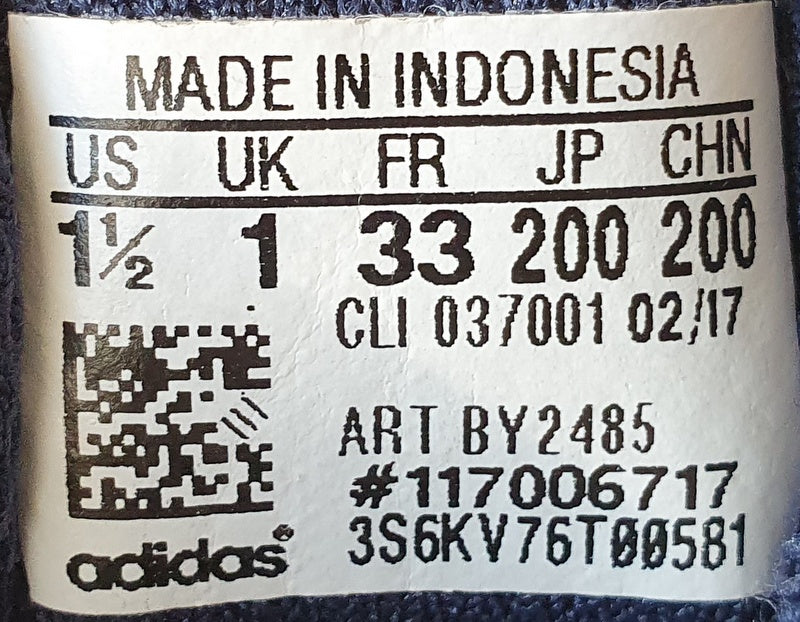 MADE IN INDONESIA
US UK FR JP CHN
1½ 1 33 200 200
CLI 037001 02/17
ART BY2485
#117006717
3S6KV76T00581
adidas®